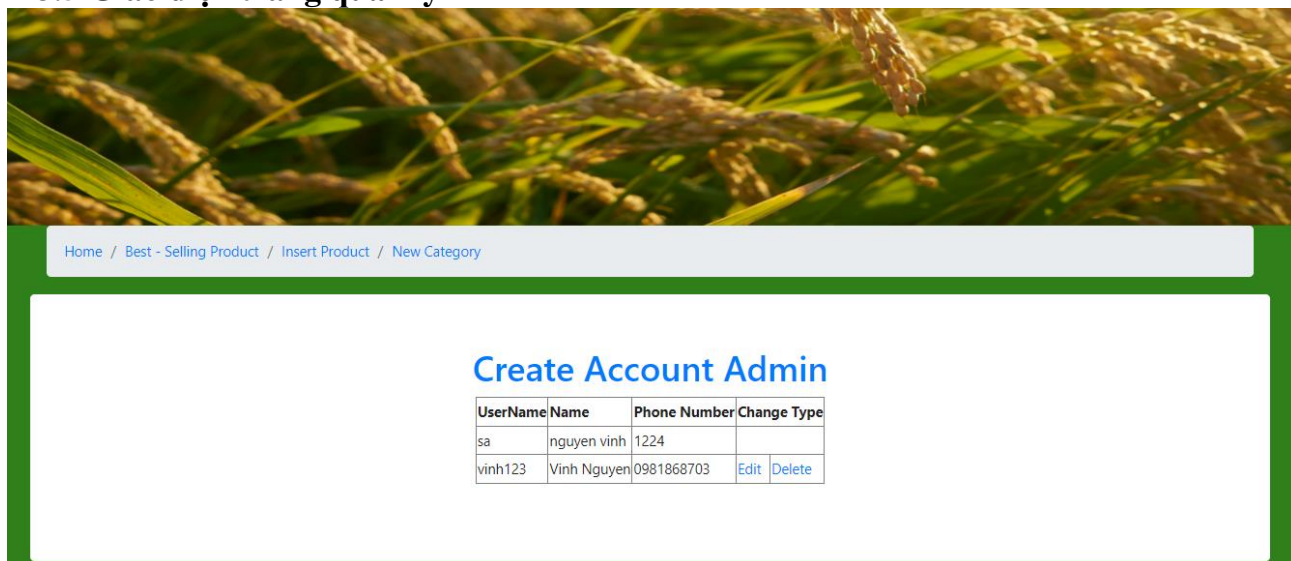 Home / Best - Selling Product / Insert Product / New Category
Create Account Admin
UserName Name Phone Number Change Type
sa nguyen vinh 1224
vinh123 Vinh Nguyen 0981868703 Edit Delete